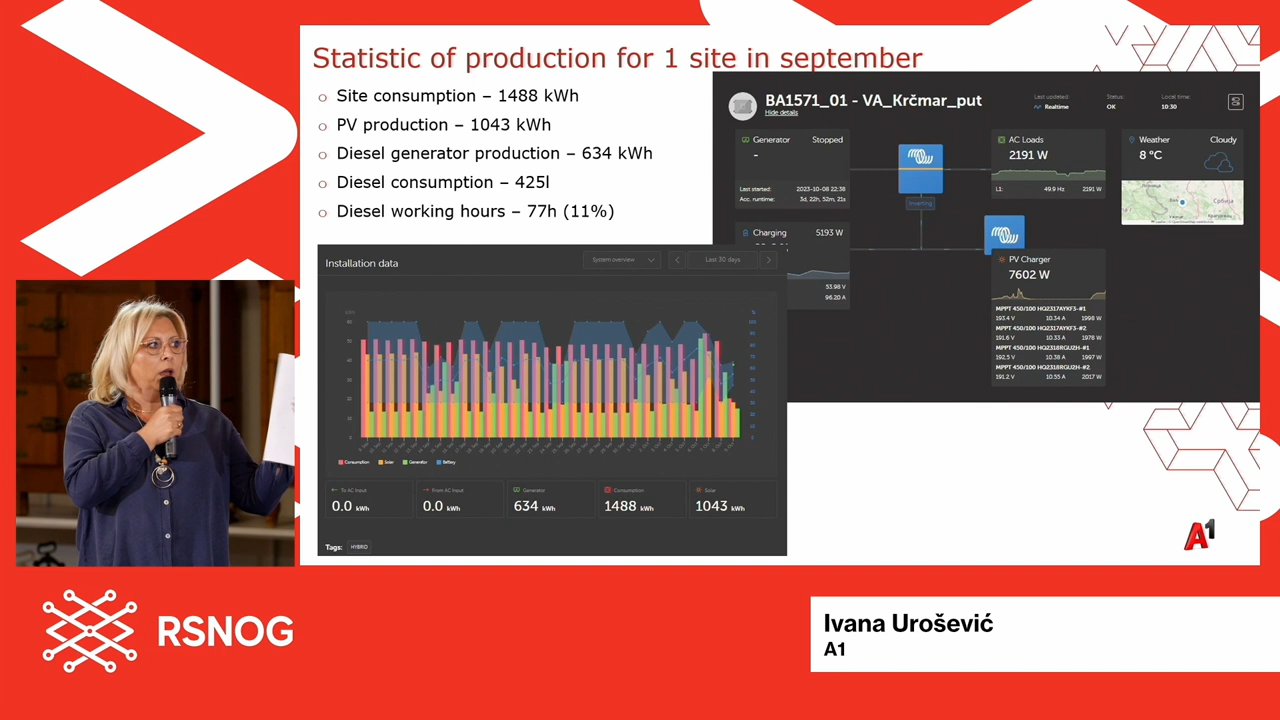 Statistic of production for 1 site in september
Site consumption – 1488 kWh
PV production – 1043 kWh
Diesel generator production – 634 kWh
Diesel consumption – 425l
Diesel working hours – 77h (11%)
BA1571_01 - VA_Krčmar_put
Hide details
Last updated:
Realtime
Status:
OK
Local time:
10:30
Generator Stopped
-
Last started: 2023-10-08 22:38
Acc. runtime: 3d, 22h, 52m, 21s
Inverting
AC Loads
2191 W
L1: 49.9 Hz 2191 W
Weather Cloudy
8 °C
Charging 5193 W
53.98 V
96.20 A
PV Charger
7602 W
MPPT 450/100 HQ2317AYKF3-#1
193.4 V 10.34 A 1998 W
MPPT 450/100 HQ2317AYKF3-#2
191.6 V 10.33 A 1978 W
MPPT 450/100 HQ2318RGU2H-#1
192.5 V 10.38 A 1997 W
MPPT 450/100 HQ2318RGU2H-#2
191.2 V 10.55 A 2017 W
Installation data
System overview
Last 30 days
Consumption Solar Generator Battery
To AC Input
0.0 kWh
From AC Input
0.0 kWh
Generator
634 kWh
Consumption
1488 kWh
Solar
1043 kWh
Tags: HYBRID
A1
RSNOG
Ivana Urošević
A1